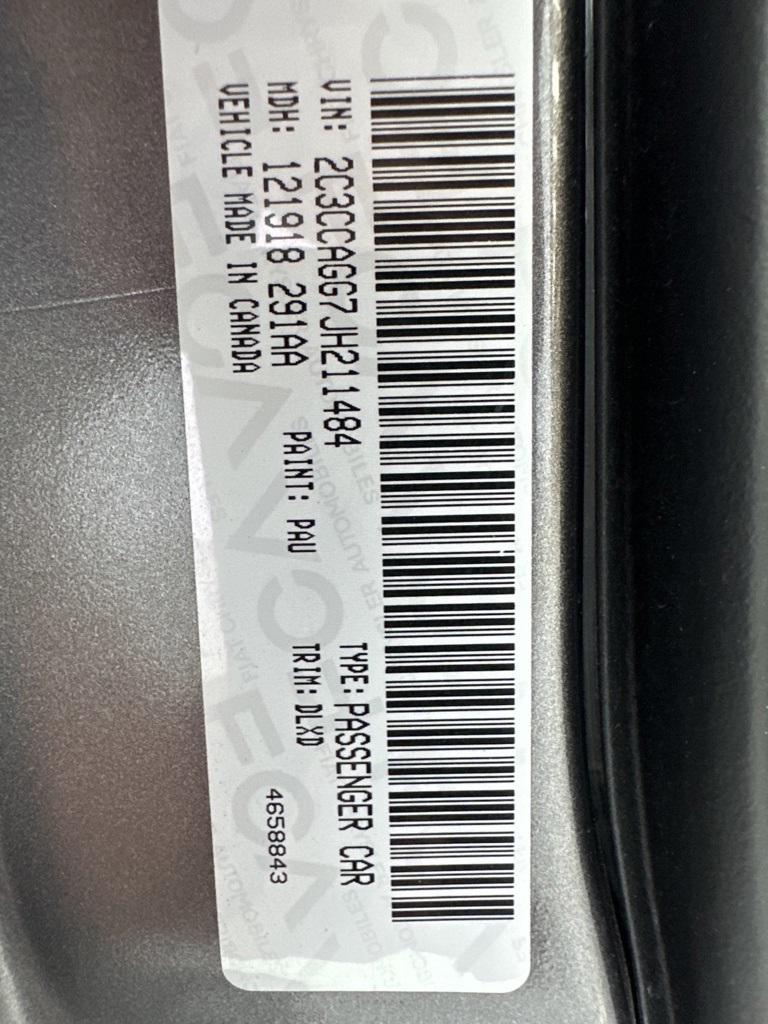 VIN: 2C3CCAGG7JH211484 TYPE: PASSENGER CAR
MDH: 121918 291AA PAINT: PAU TRIM: DLXD
VEHICLE MADE IN CANADA 4658843